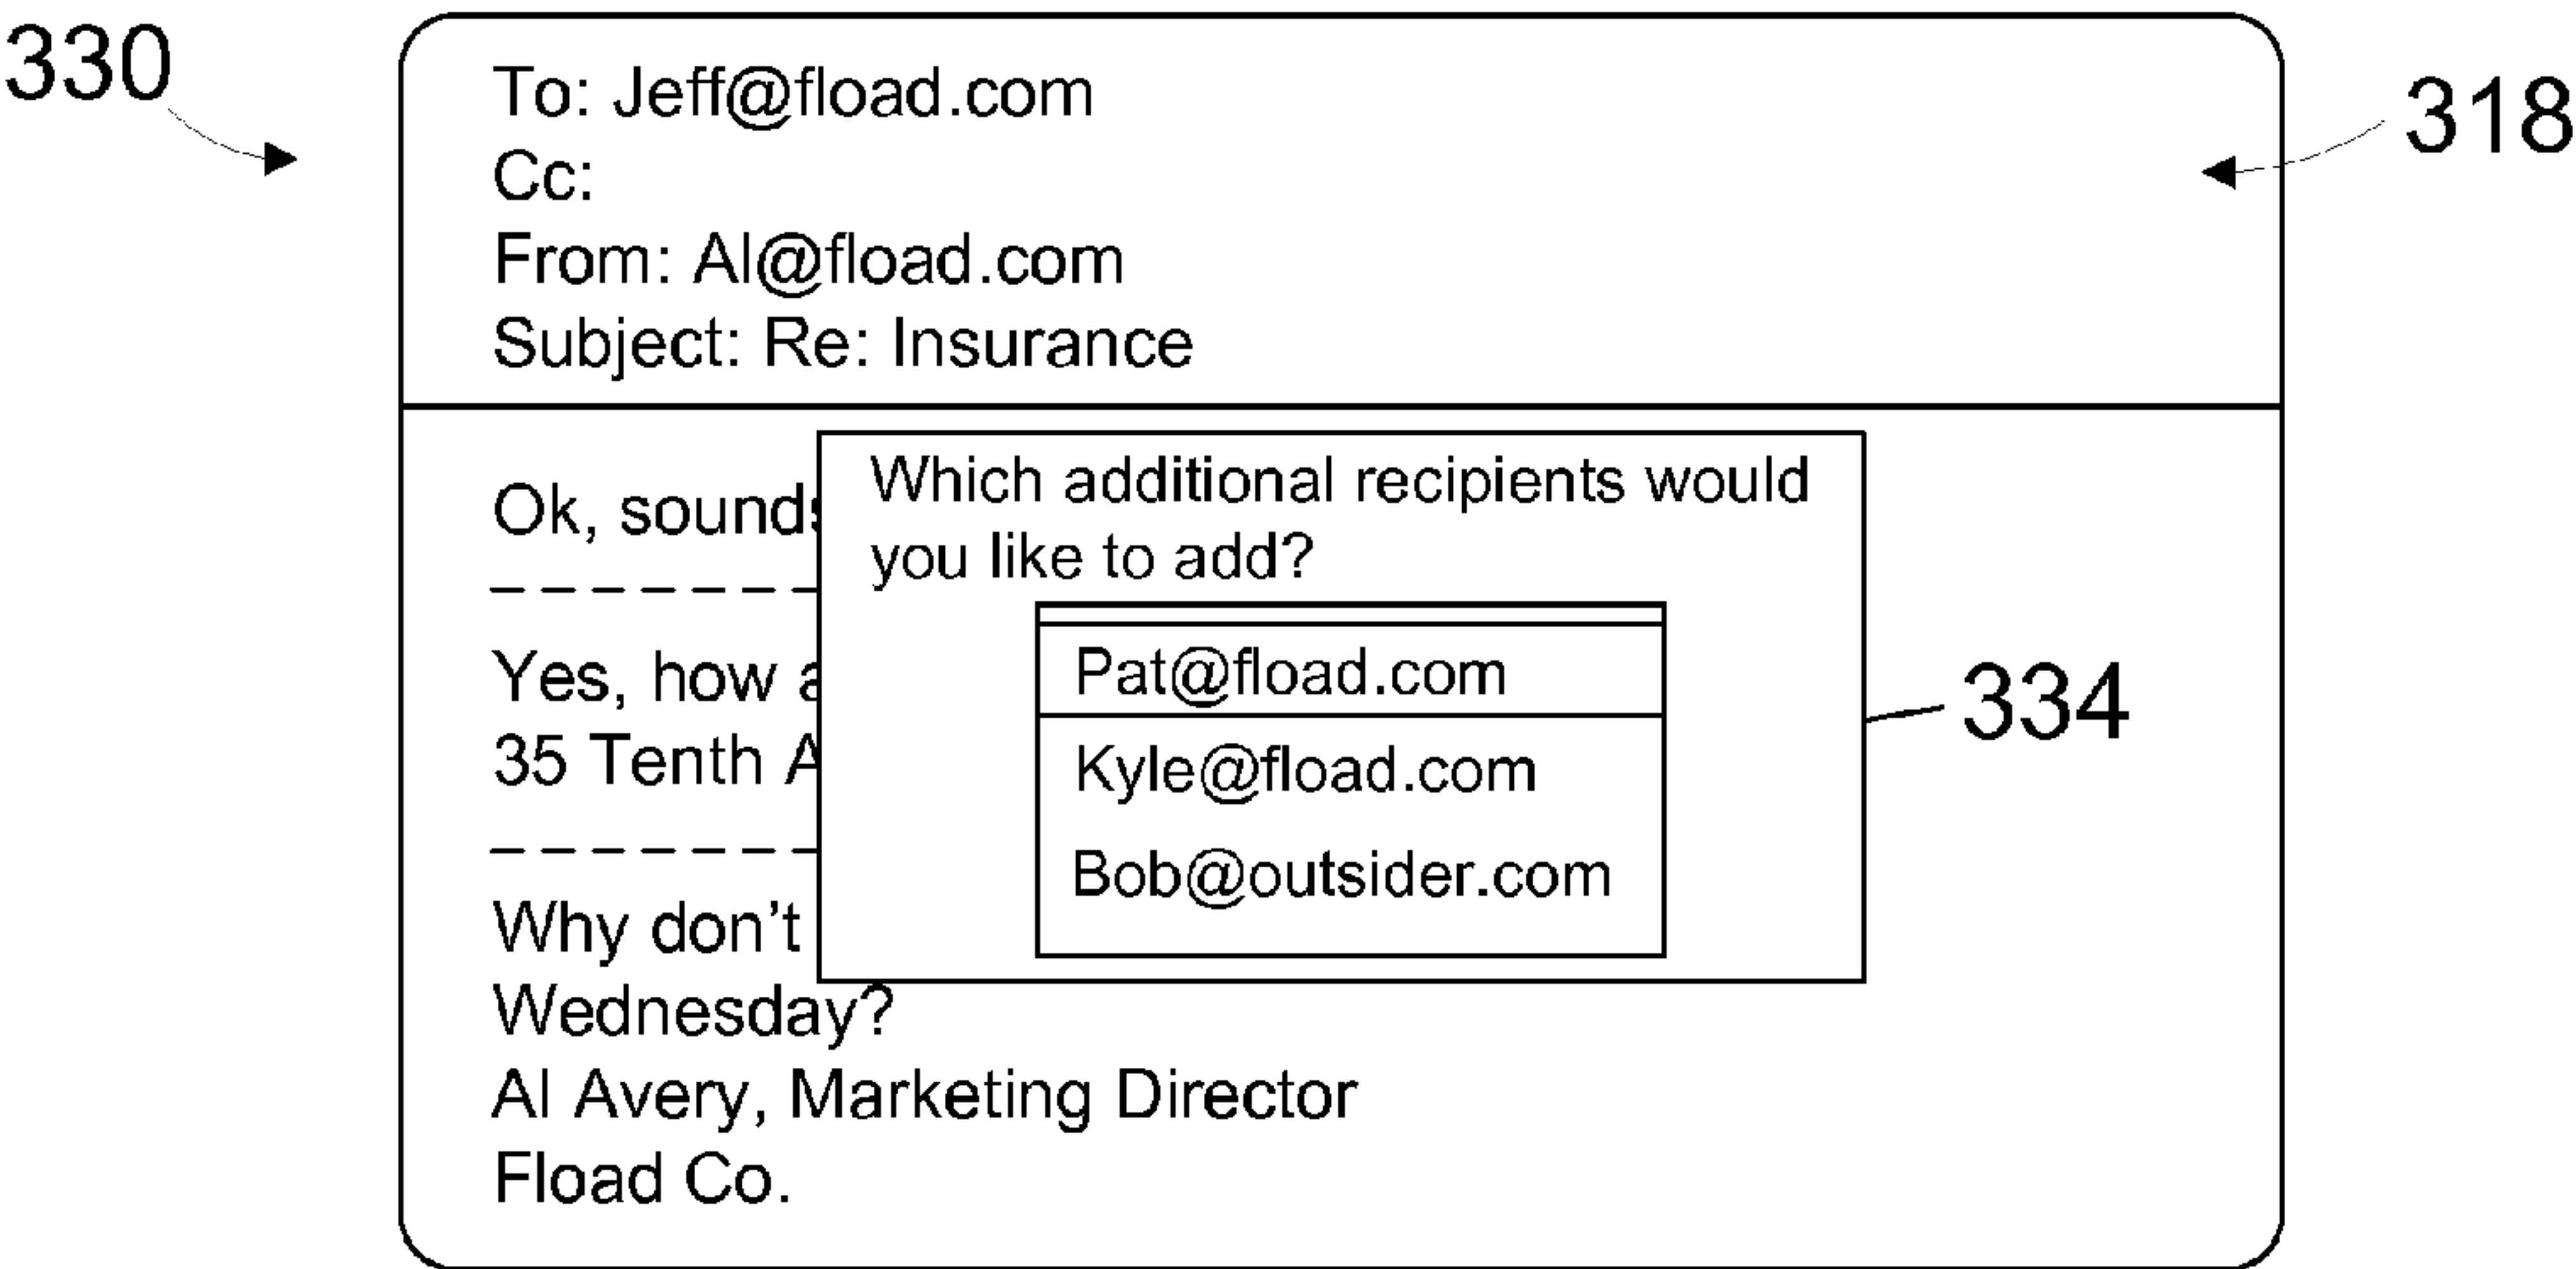 330
318
To: Jeff@fload.com
Cc:
From: Al@fload.com
Subject: Re: Insurance
Ok, sounds
Which additional recipients would
you like to add?
Yes, how
35 Tenth
Pat@fload.com
Kyle@fload.com
Bob@outsider.com
334
Why don't
Wednesday?
Al Avery, Marketing Director
Fload Co.